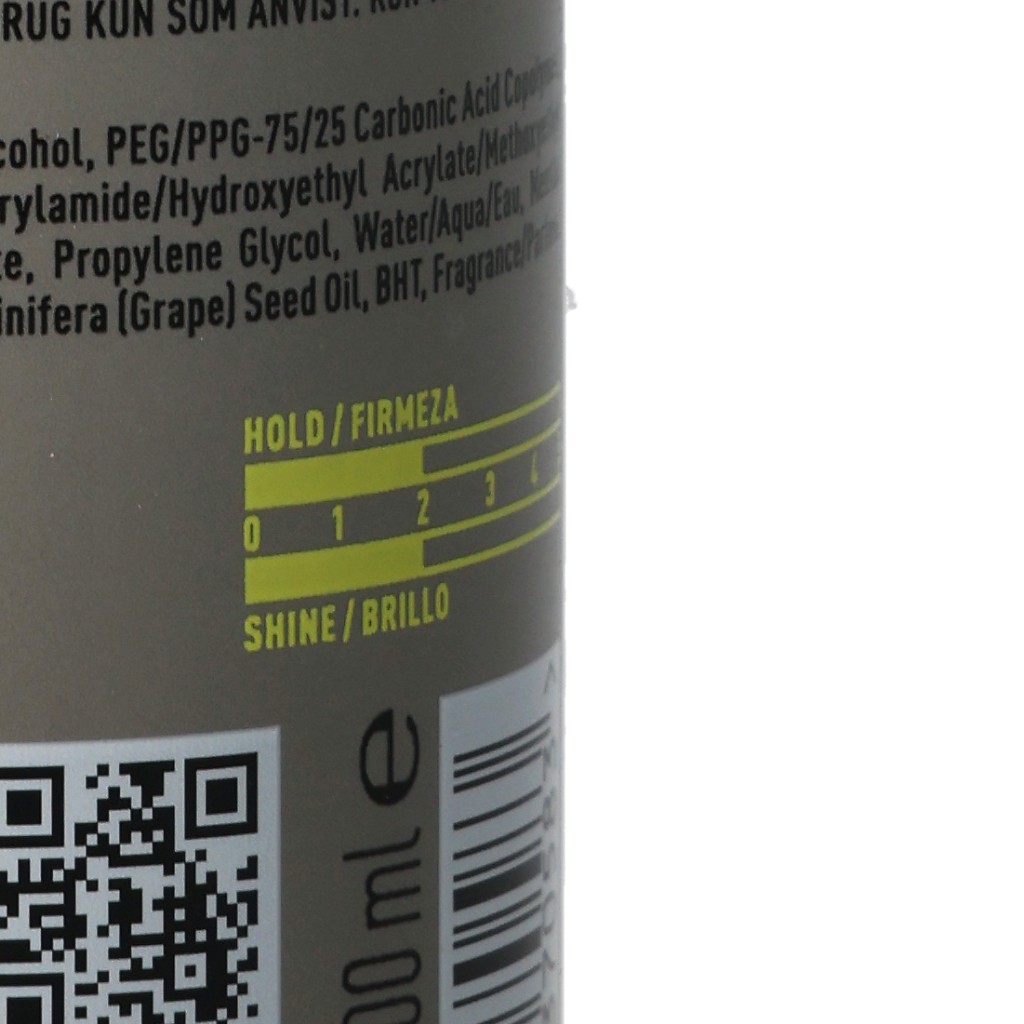 RUG KUN SOM ANVIST.
cohol, PEG/PPG-75/25 Carbonic Acid
rylamide/Hydroxyethyl Acrylate/
te, Propylene Glycol, Water/Aqua/Eau,
inifera (Grape) Seed Oil, BHT, Fragrance/
HOLD / FIRMEZA
0 1 2 3 4
SHINE / BRILLO
00 ml e